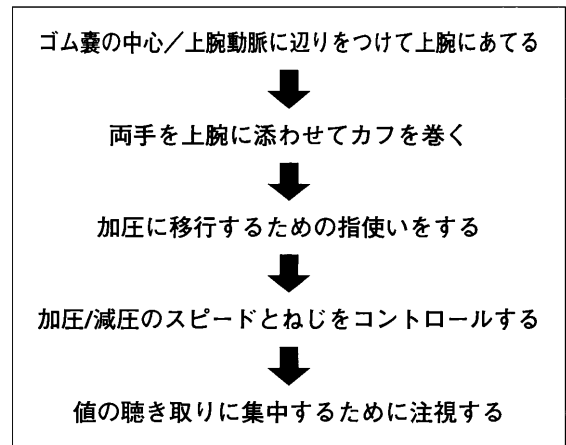 ゴム嚢の中心／上腕動脈に辺りをつけて上腕にあてる
両手を上腕に添わせてカフを巻く
加圧に移行するための指使いをする
加圧/減圧のスピードとねじをコントロールする
値の聴き取りに集中するために注視する